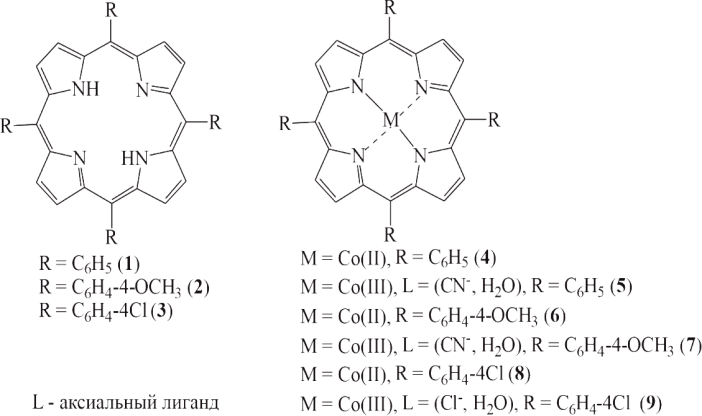 R R
NH N N N
R R R M R
N HN N N
R R
R = C₆H₅ (1)
R = C₆H₄-4-OCH₃ (2)
R = C₆H₄-4Cl (3)
L - аксиальный лиганд
M = Co(II), R = C₆H₅ (4)
M = Co(III), L = (CN⁻, H₂O), R = C₆H₅ (5)
M = Co(II), R = C₆H₄-4-OCH₃ (6)
M = Co(III), L = (CN⁻, H₂O), R = C₆H₄-4-OCH₃ (7)
M = Co(II), R = C₆H₄-4Cl (8)
M = Co(III), L = (Cl⁻, H₂O), R = C₆H₄-4Cl (9)